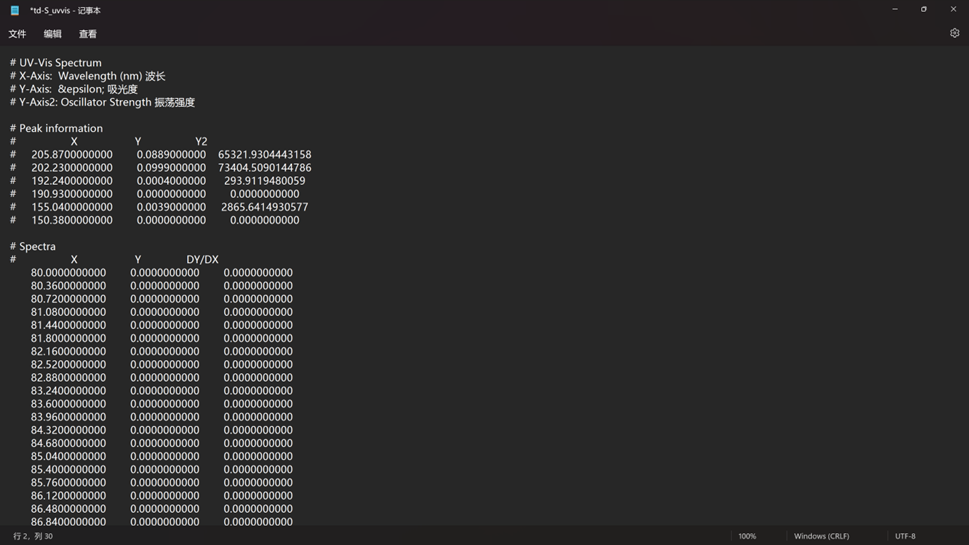 *td-S_uvvis - 记事本
文件 编辑 查看
# UV-Vis Spectrum
# X-Axis:  Wavelength (nm) 波长
# Y-Axis:  &epsilon; 吸光度
# Y-Axis2: Oscillator Strength 振荡强度
# Peak information
# X Y Y2
# 205.8700000000 0.0889000000 65321.9304443158
# 202.2300000000 0.0999000000 73404.5090144786
# 192.2400000000 0.0004000000 293.9119480059
# 190.9300000000 0.0000000000 0.0000000000
# 155.0400000000 0.0039000000 2865.6414930577
# 150.3800000000 0.0000000000 0.0000000000
# Spectra
# X Y DY/DX
80.0000000000 0.0000000000 0.0000000000
80.3600000000 0.0000000000 0.0000000000
80.7200000000 0.0000000000 0.0000000000
81.0800000000 0.0000000000 0.0000000000
81.4400000000 0.0000000000 0.0000000000
81.8000000000 0.0000000000 0.0000000000
82.1600000000 0.0000000000 0.0000000000
82.5200000000 0.0000000000 0.0000000000
82.8800000000 0.0000000000 0.0000000000
83.2400000000 0.0000000000 0.0000000000
83.6000000000 0.0000000000 0.0000000000
83.9600000000 0.0000000000 0.0000000000
84.3200000000 0.0000000000 0.0000000000
84.6800000000 0.0000000000 0.0000000000
85.0400000000 0.0000000000 0.0000000000
85.4000000000 0.0000000000 0.0000000000
85.7600000000 0.0000000000 0.0000000000
86.1200000000 0.0000000000 0.0000000000
86.4800000000 0.0000000000 0.0000000000
86.8400000000 0.0000000000 0.0000000000
行 2，列 30 100% Windows (CRLF) UTF-8